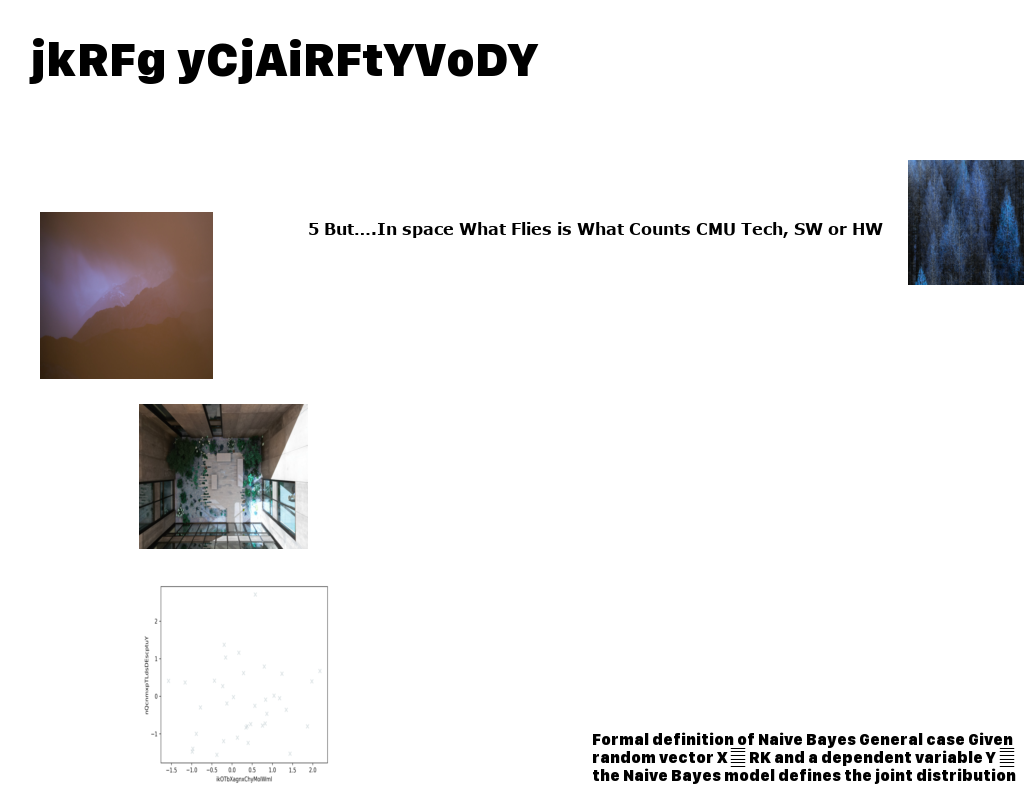 jkRFg yCjAiRFtYVoDY
5 But....In space What Flies is What Counts CMU Tech, SW or HW
2
1
0
−1
−1.5 −1.0 −0.5 0.0 0.5 1.0 1.5 2.0
Formal definition of Naive Bayes General case Given
random vector X RK and a dependent variable Y
the Naive Bayes model defines the joint distribution